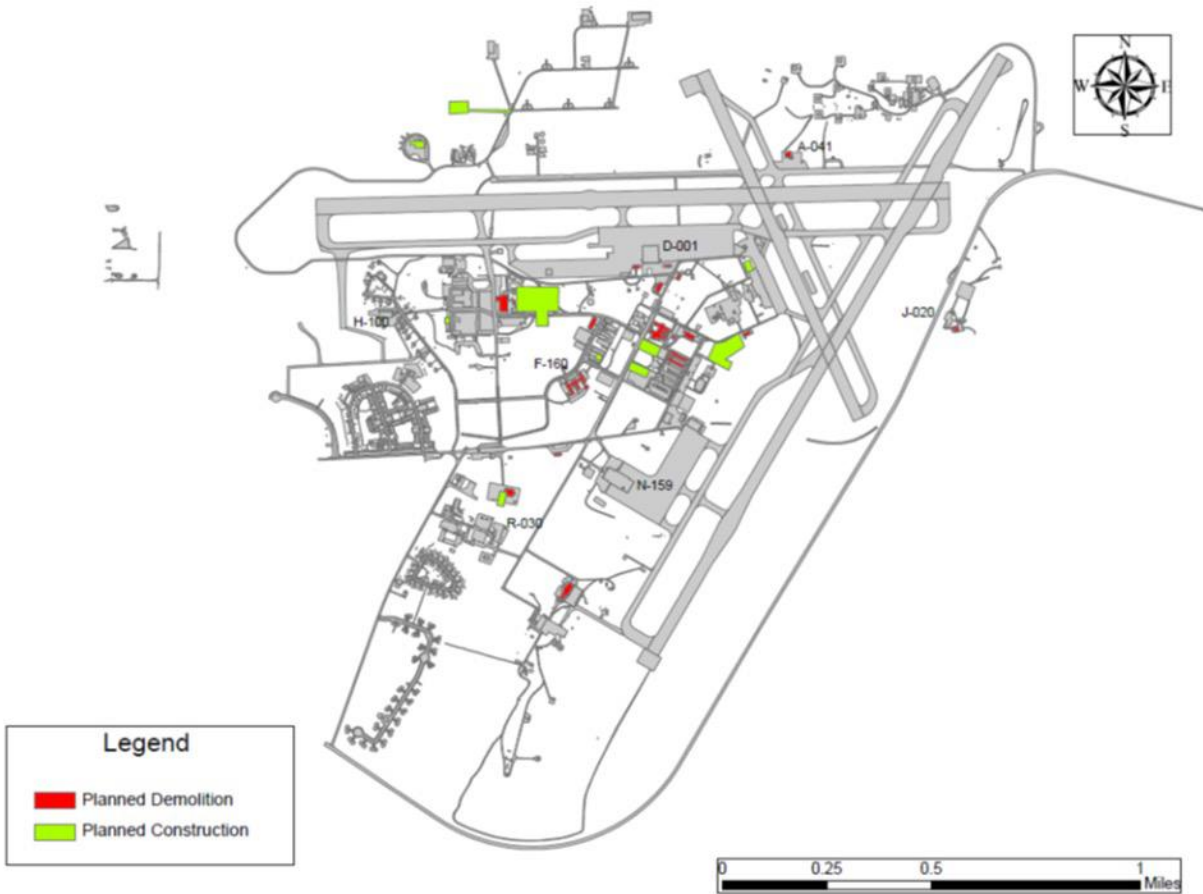 N
W E
S
A-041
D-001
J-020
H-100
F-160
N-159
R-030
Legend
Planned Demolition
Planned Construction
0 0.25 0.5 1
Miles